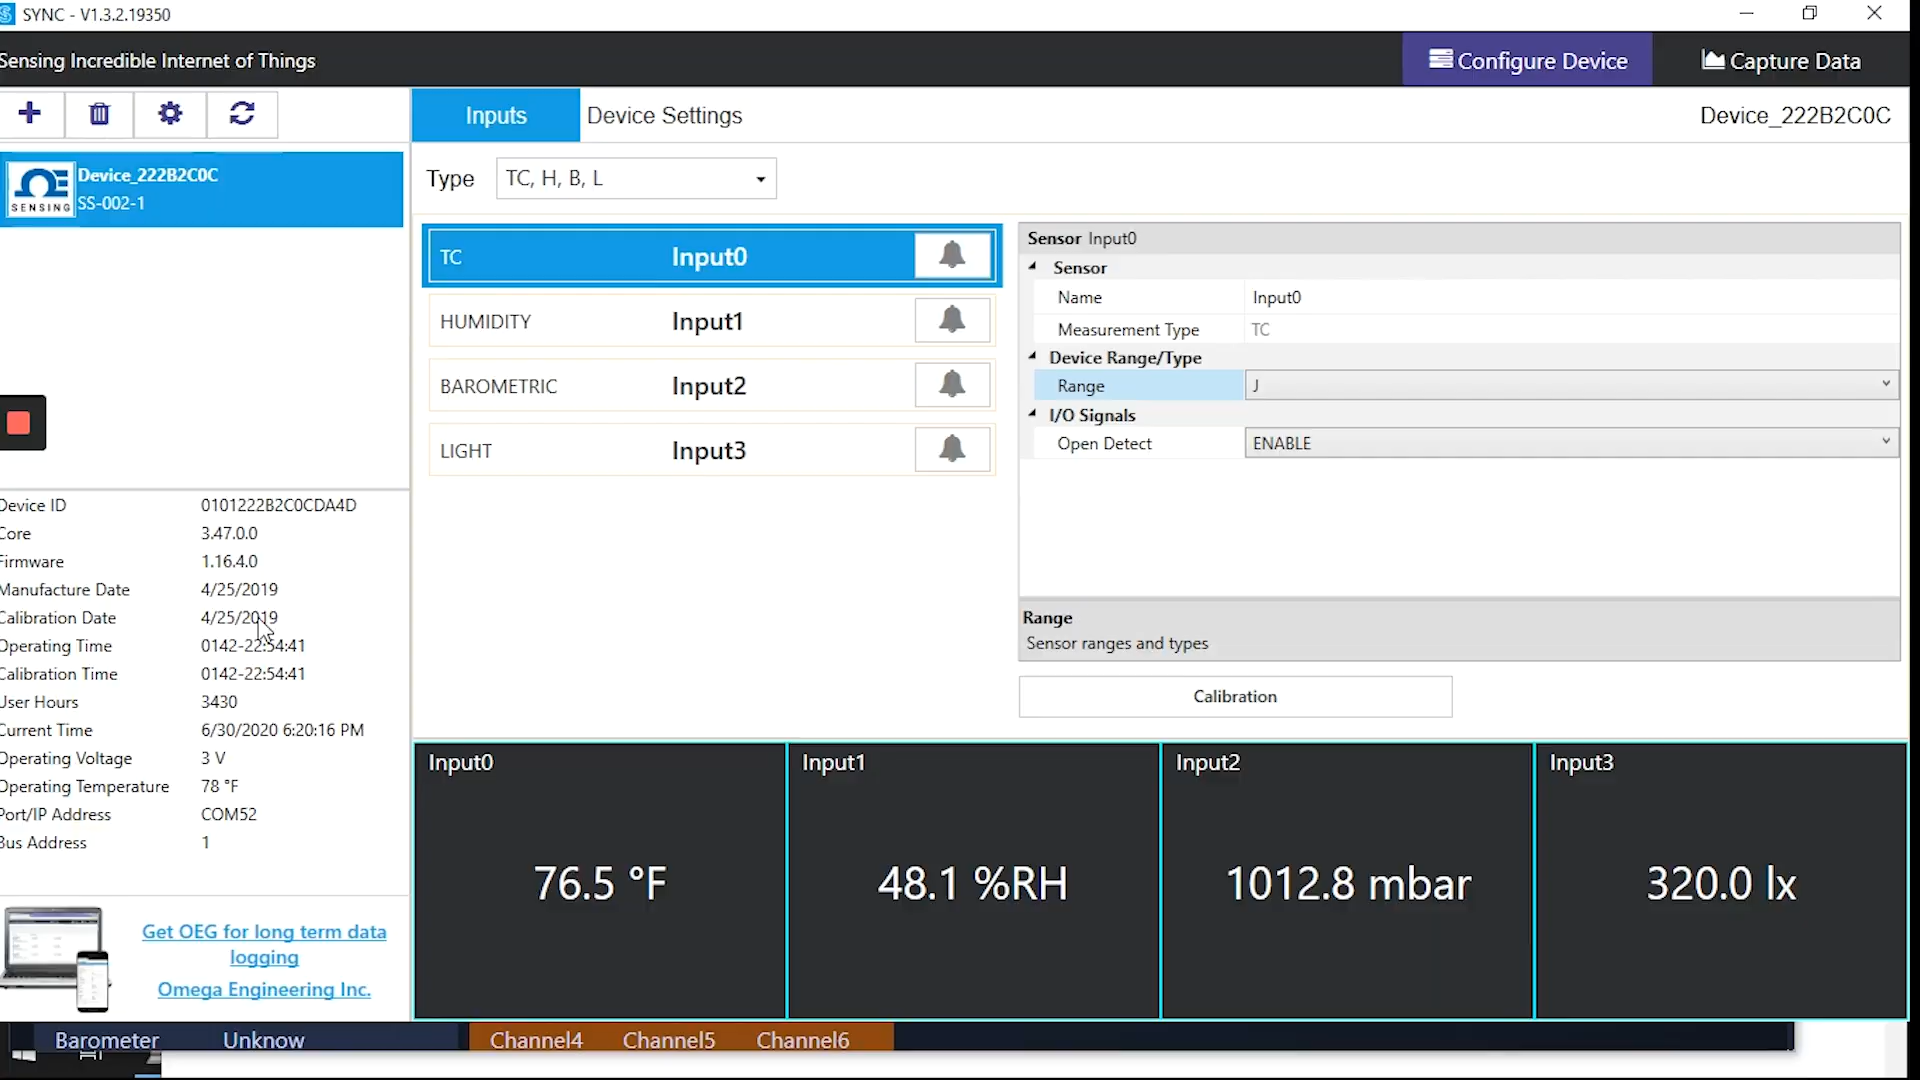 SYNC - V1.3.2.19350
Sensing Incredible Internet of Things
Configure Device
Capture Data
Inputs
Device Settings
Device_222B2C0C
SENSING
Device_222B2C0C
SS-002-1
Type
TC, H, B, L
TC
Input0
HUMIDITY
Input1
BAROMETRIC
Input2
LIGHT
Input3
Sensor Input0
Sensor
Name Input0
Measurement Type TC
Device Range/Type
Range J
I/O Signals
Open Detect ENABLE
Range
Sensor ranges and types
Calibration
Device ID 0101222B2C0CDA4D
Core 3.47.0.0
Firmware 1.16.4.0
Manufacture Date 4/25/2019
Calibration Date 4/25/2019
Operating Time 0142-22:54:41
Calibration Time 0142-22:54:41
User Hours 3430
Current Time 6/30/2020 6:20:16 PM
Operating Voltage 3 V
Operating Temperature 78 °F
Port/IP Address COM52
Bus Address 1
Get OEG for long term data
logging
Omega Engineering Inc.
Input0
76.5 °F
Input1
48.1 %RH
Input2
1012.8 mbar
Input3
320.0 lx
Barometer
Unknow
Channel4
Channel5
Channel6